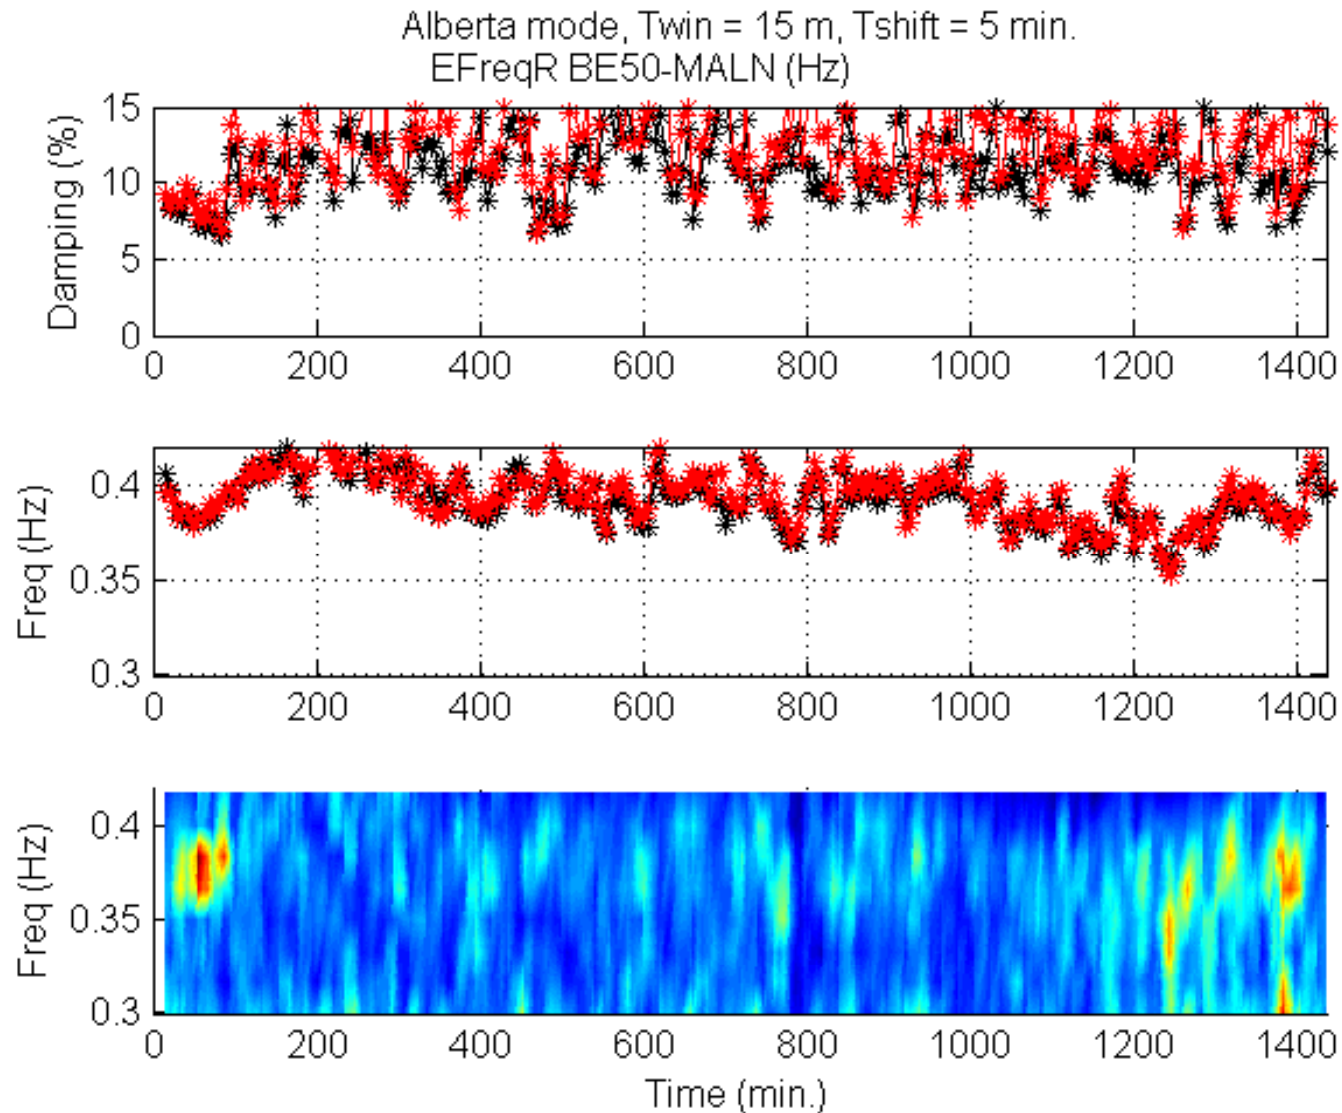 Alberta mode, Twin = 15 m, Tshift = 5 min.
EFreqR BE50-MALN (Hz)
Damping (%)
15
10
5
0
0 200 400 600 800 1000 1200 1400
Freq (Hz)
0.4
0.35
0.3
0 200 400 600 800 1000 1200 1400
Freq (Hz)
0.4
0.35
0.3
0 200 400 600 800 1000 1200 1400
Time (min.)